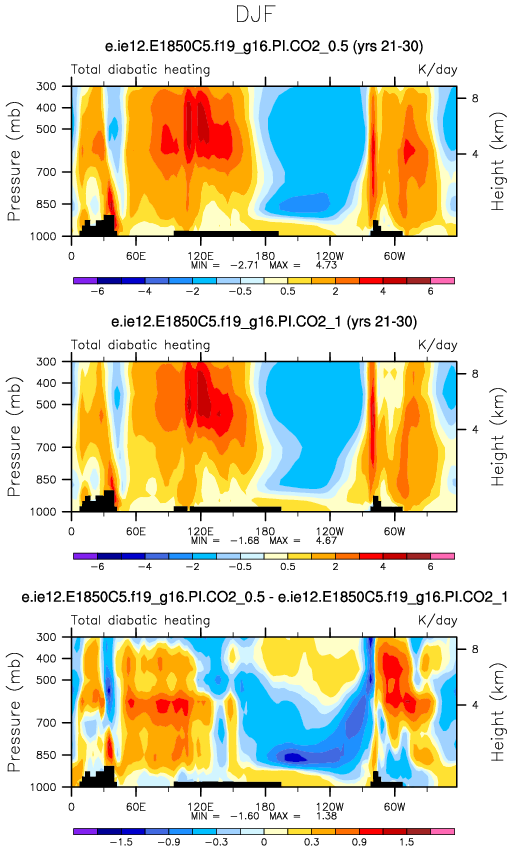 DJF
e.ie12.E1850C5.f19_g16.PI.CO2_0.5 (yrs 21-30)
Total diabatic heating K/day
300
400
500
700
850
1000
Pressure (mb)
8
4
Height (km)
0 60E 120E 180 120W 60W
MIN = -2.71 MAX = 4.73
-6 -4 -2 -0.5 0.5 2 4 6
e.ie12.E1850C5.f19_g16.PI.CO2_1 (yrs 21-30)
Total diabatic heating K/day
300
400
500
700
850
1000
Pressure (mb)
8
4
Height (km)
0 60E 120E 180 120W 60W
MIN = -1.68 MAX = 4.67
-6 -4 -2 -0.5 0.5 2 4 6
e.ie12.E1850C5.f19_g16.PI.CO2_0.5 - e.ie12.E1850C5.f19_g16.PI.CO2_1
Total diabatic heating K/day
300
400
500
700
850
1000
Pressure (mb)
8
4
Height (km)
0 60E 120E 180 120W 60W
MIN = -1.60 MAX = 1.38
-1.5 -0.9 -0.3 0 0.3 0.9 1.5